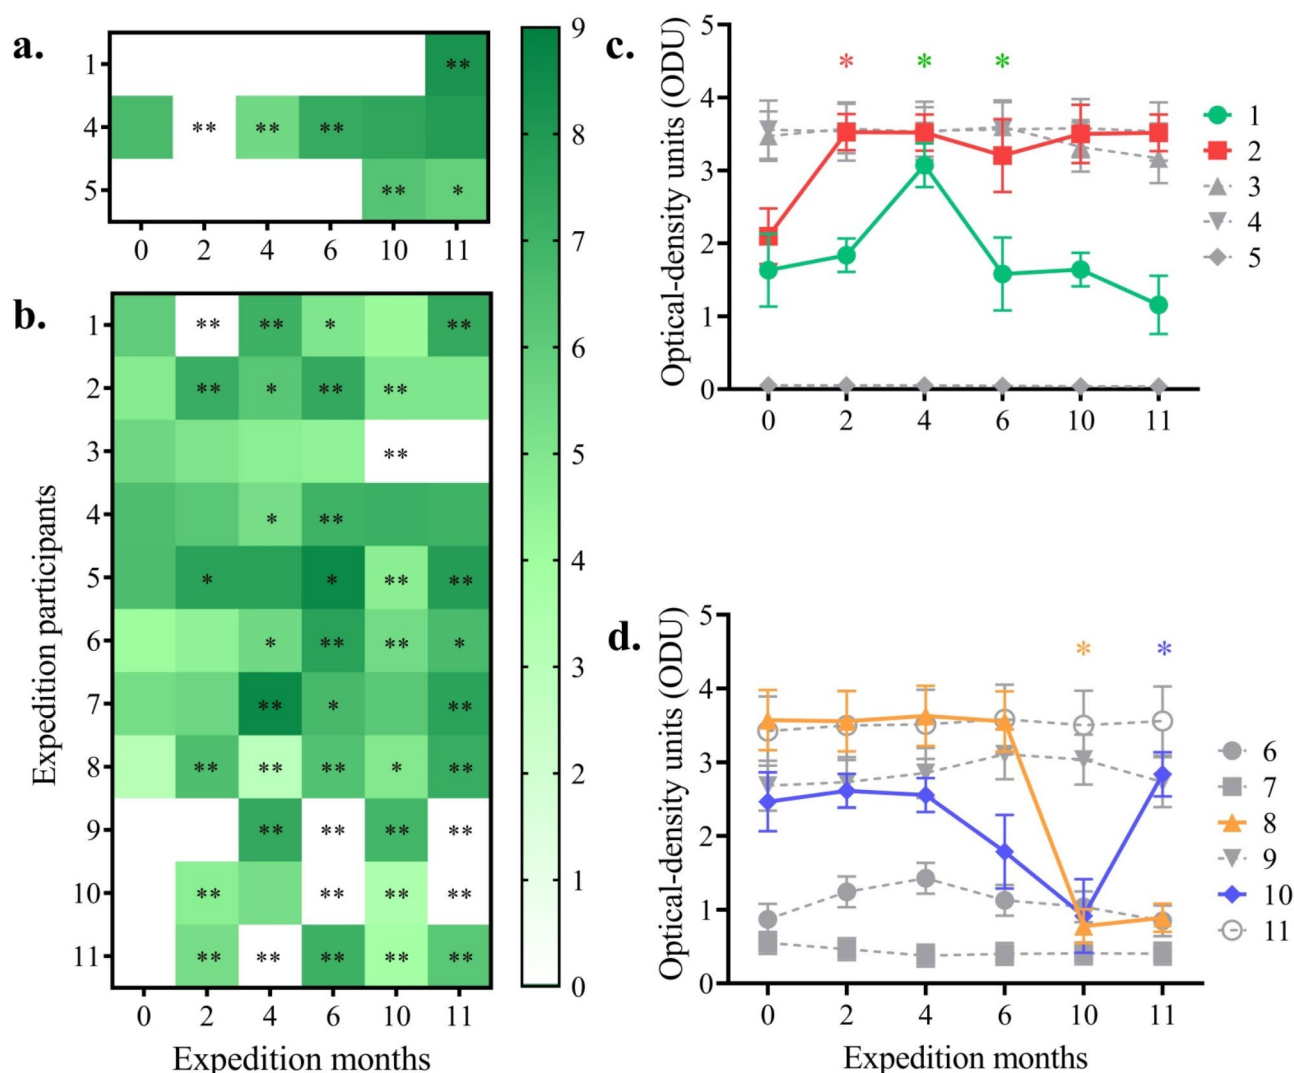 a.
1 **
4 ** ** **
5 ** *
0 2 4 6 10 11
b.
Expedition participants
1 ** ** * **
2 ** * ** **
3 **
4 * **
5 * * ** **
6 * ** ** *
7 ** * **
8 ** ** ** * **
9 ** ** ** **
10 ** ** ** **
11 ** ** ** ** **
0 2 4 6 10 11
Expedition months
9
9
8
7
6
5
4
3
2
1
0
c.
Optical-density units (ODU)
5
4
3
2
1
0
* * *
0 2 4 6 10 11
1
2
3
4
5
d.
Optical-density units (ODU)
5
4
3
2
1
0
* *
0 2 4 6 10 11
Expedition months
6
7
8
9
10
11